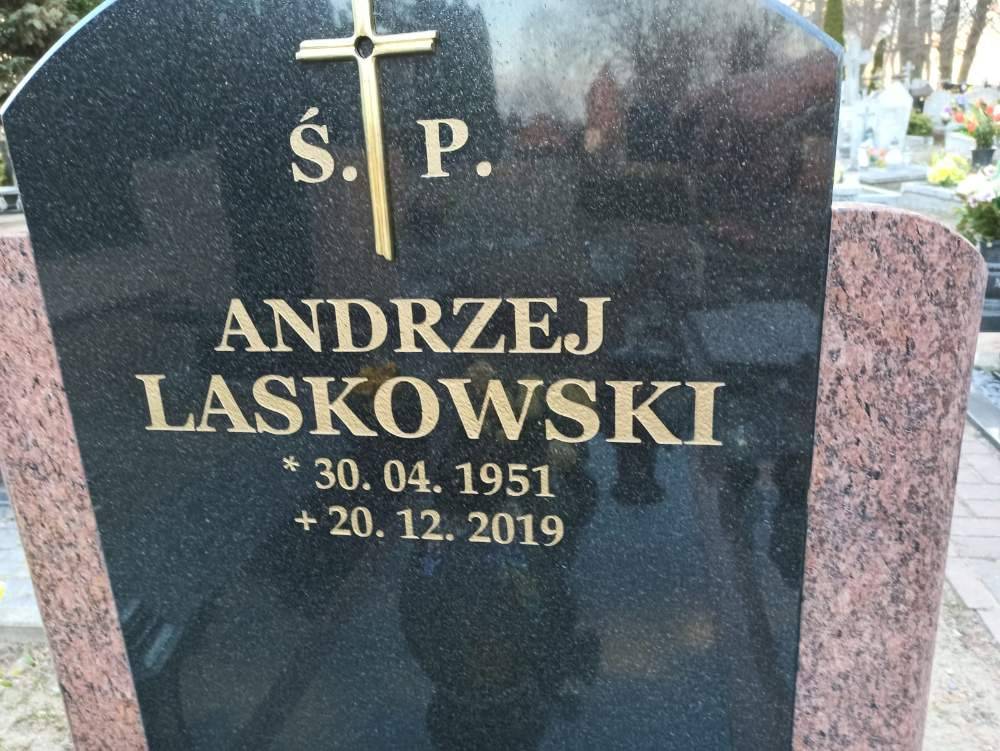 Ś. P.
ANDRZEJ
LASKOWSKI
* 30. 04. 1951
+ 20. 12. 2019